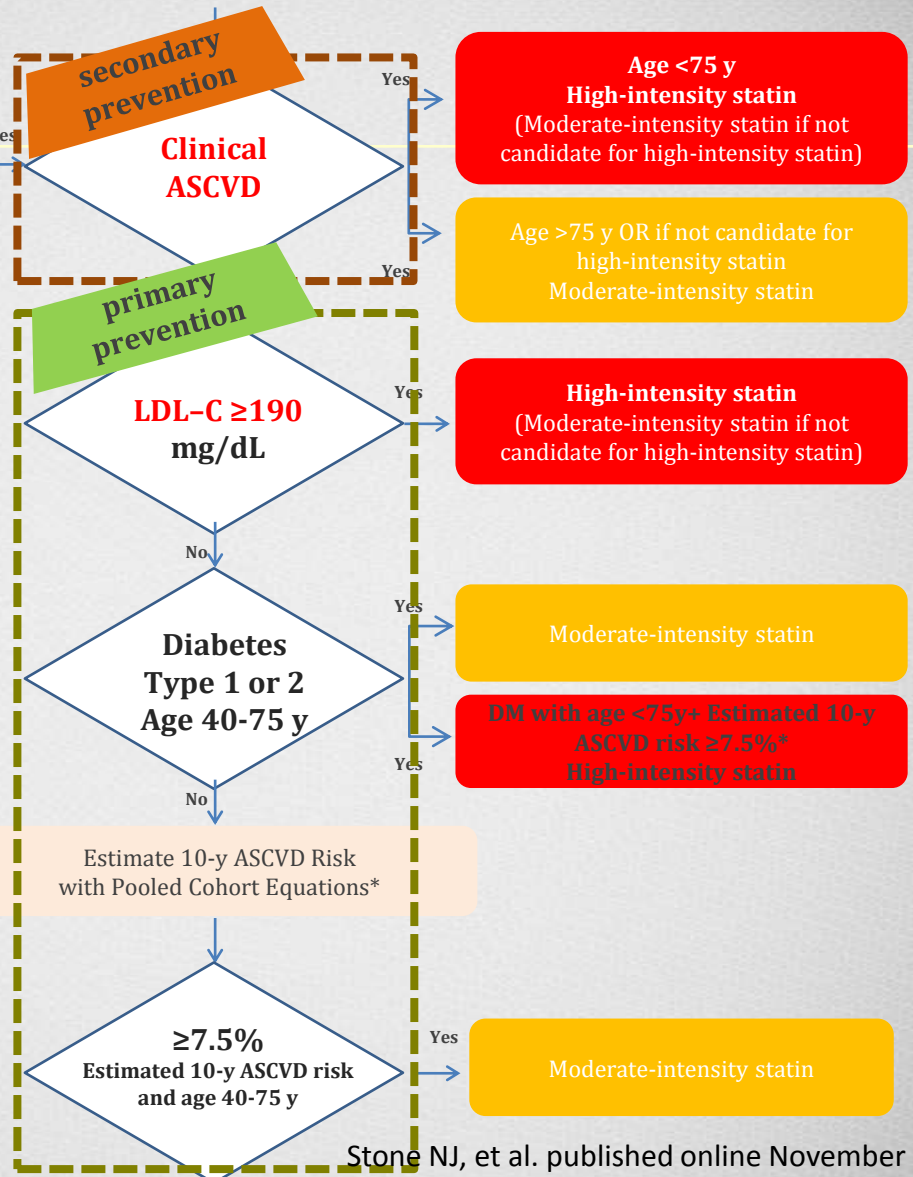 secondary
prevention
Yes
Clinical
ASCVD
Yes
Age <75 y
High-intensity statin
(Moderate-intensity statin if not
candidate for high-intensity statin)
Yes
Age >75 y OR if not candidate for
high-intensity statin
Moderate-intensity statin
primary
prevention
LDL–C ≥190
mg/dL
Yes
High-intensity statin
(Moderate-intensity statin if not
candidate for high-intensity statin)
No
Diabetes
Type 1 or 2
Age 40-75 y
Yes
Moderate-intensity statin
Yes
DM with age <75y+ Estimated 10-y
ASCVD risk ≥7.5%*
High-intensity statin
No
Estimate 10-y ASCVD Risk
with Pooled Cohort Equations*
≥7.5%
Estimated 10-y ASCVD risk
and age 40-75 y
Yes
Moderate-intensity statin
Stone NJ, et al. published online November